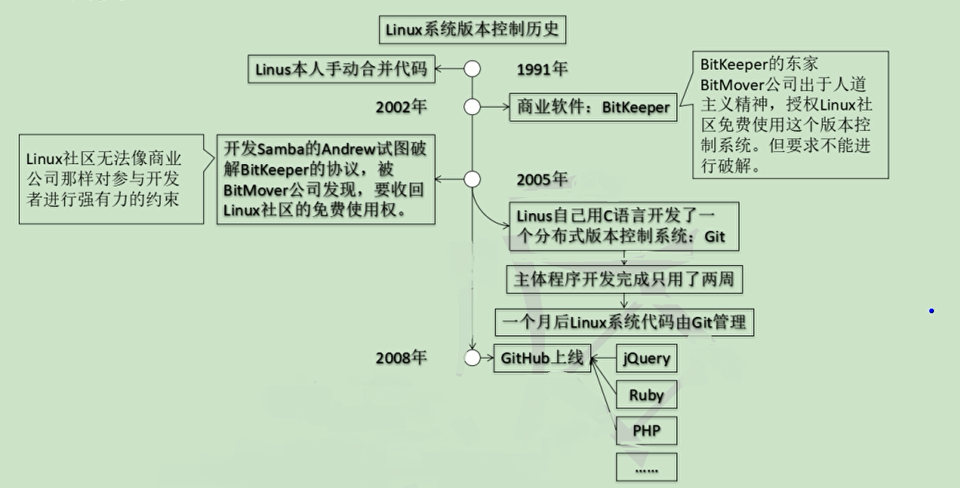 Linux系统版本控制历史
Linus本人手动合并代码
1991年
2002年
商业软件：BitKeeper
BitKeeper的东家
BitMover公司出于人道
主义精神，授权Linux社
区免费使用这个版本控
制系统。但要求不能进
行破解。
Linux社区无法像商业
公司那样对参与开发
者进行强有力的约束
开发Samba的Andrew试图破
解BitKeeper的协议，被
BitMover公司发现，要收回
Linux社区的免费使用权。
2005年
Linus自己用C语言开发了一
个分布式版本控制系统：Git
主体程序开发完成只用了两周
一个月后Linux系统代码由Git管理
2008年
GitHub上线
jQuery
Ruby
PHP
……